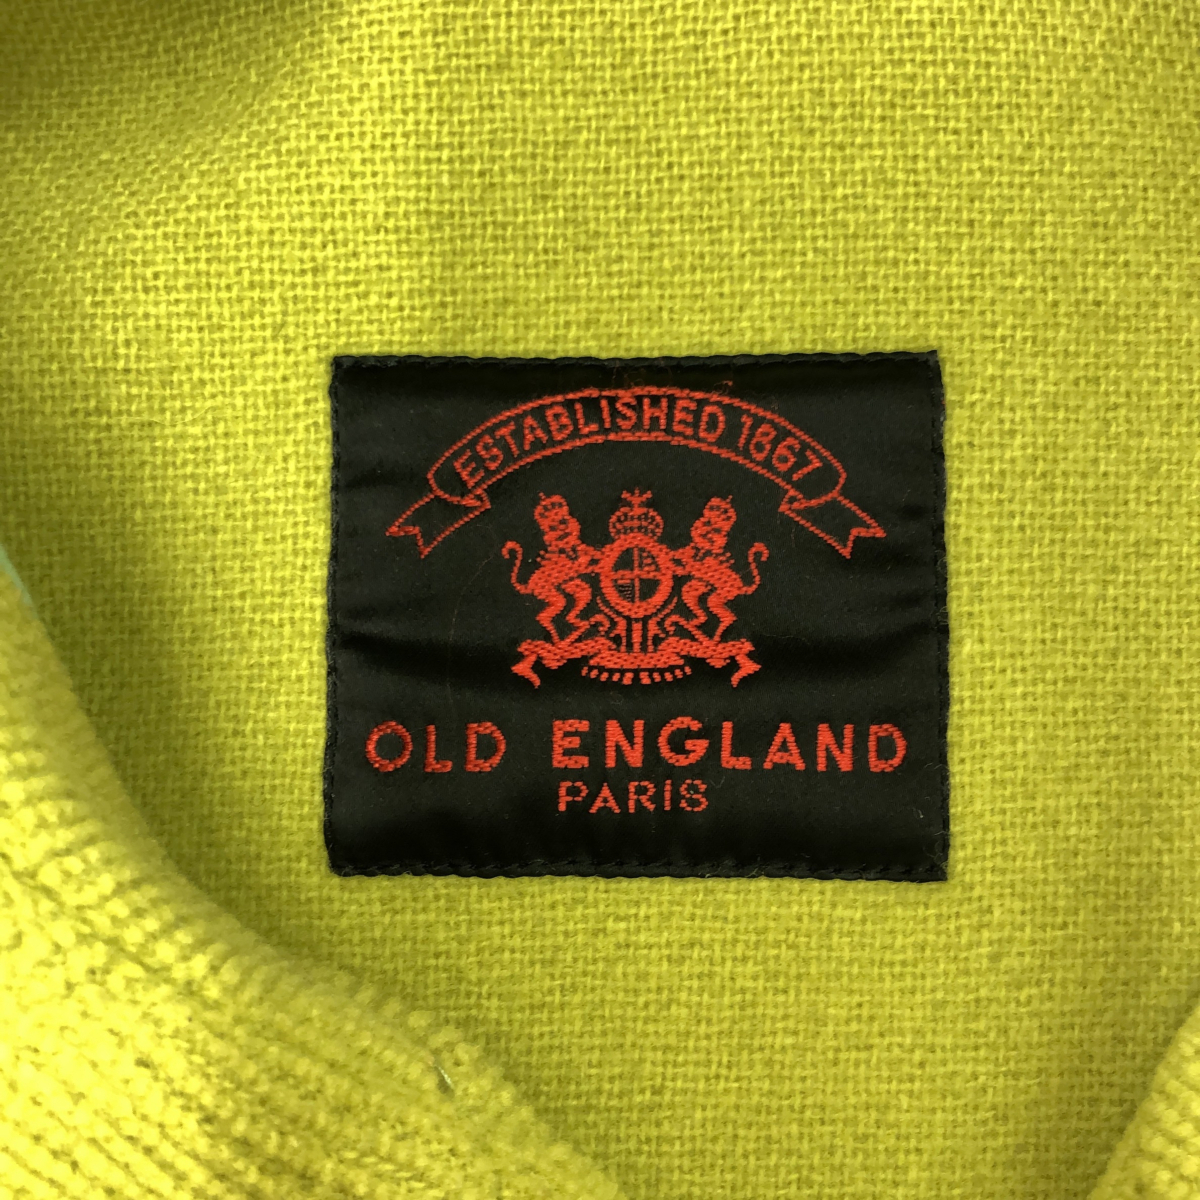 ESTABLISHED 1867
OLD ENGLAND
PARIS